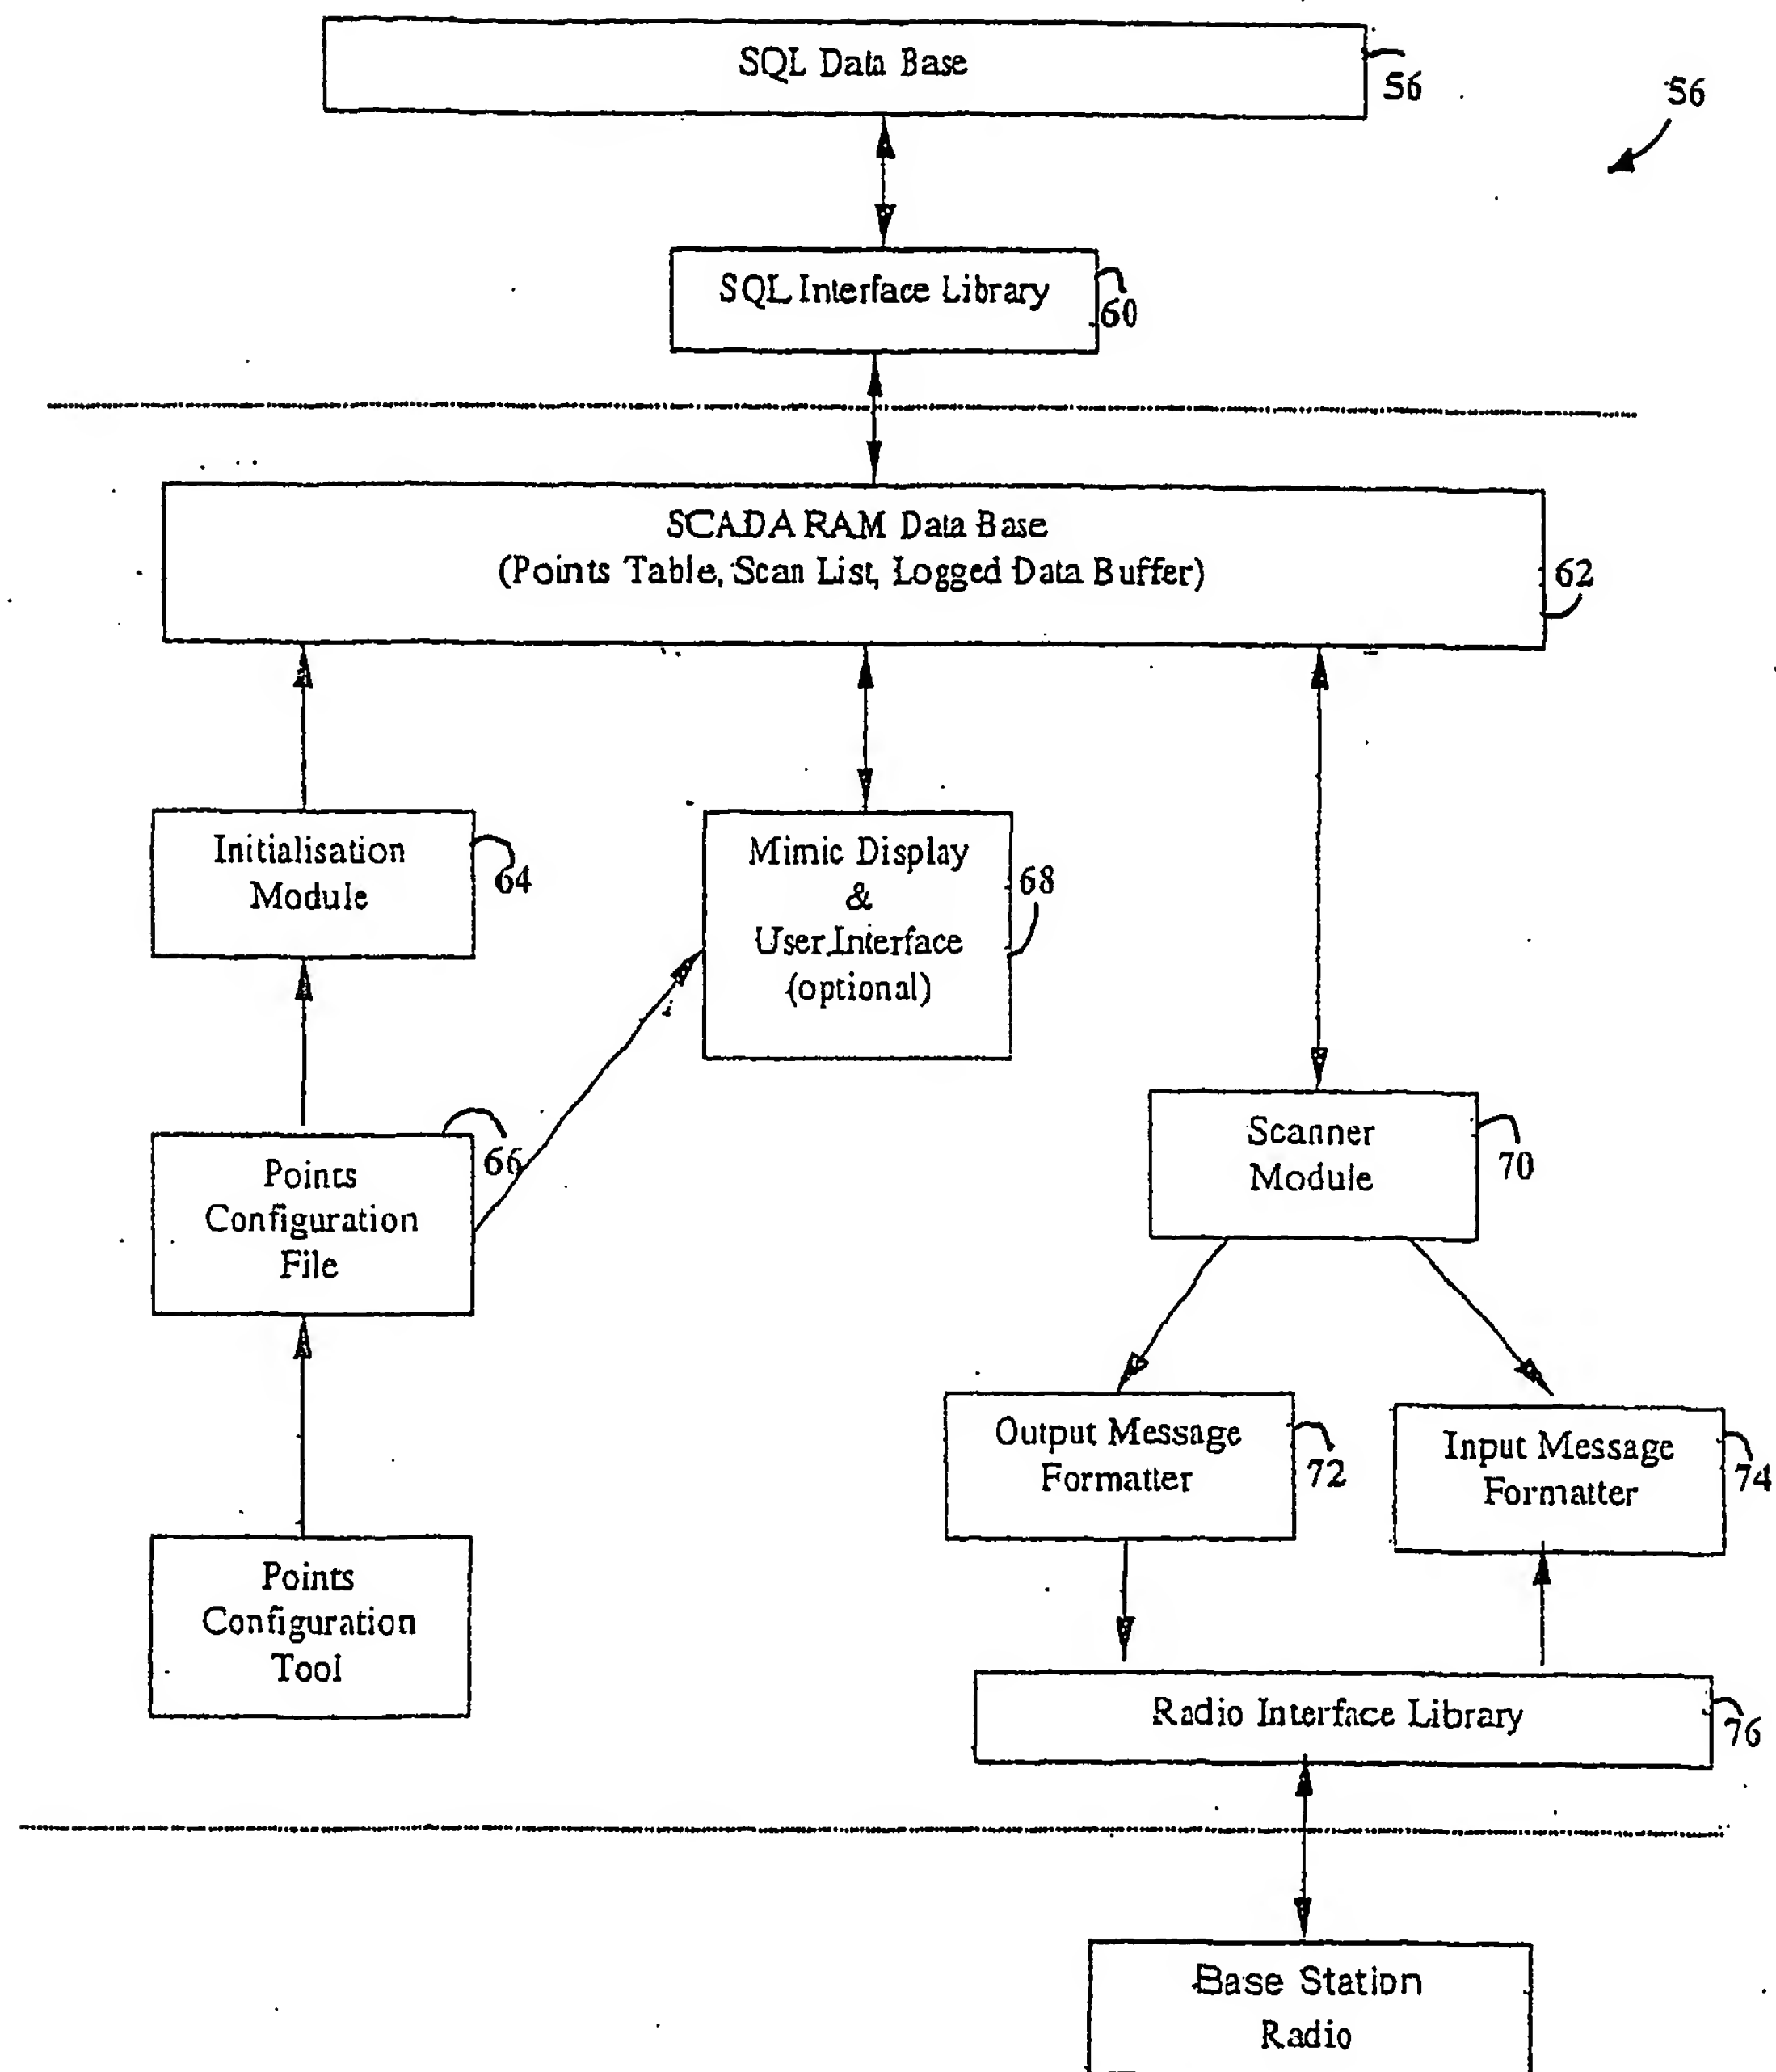 SQL Data Base
56
56
SQL Interface Library
60
SCADA RAM Data Base
(Points Table, Scan List, Logged Data Buffer)
62
Initialisation
Module
64
Mimic Display
&
User Interface
(optional)
68
Points
Configuration
File
66
Scanner
Module
70
Output Message
Formatter
72
Input Message
Formatter
74
Points
Configuration
Tool
Radio Interface Library
76
Base Station
Radio